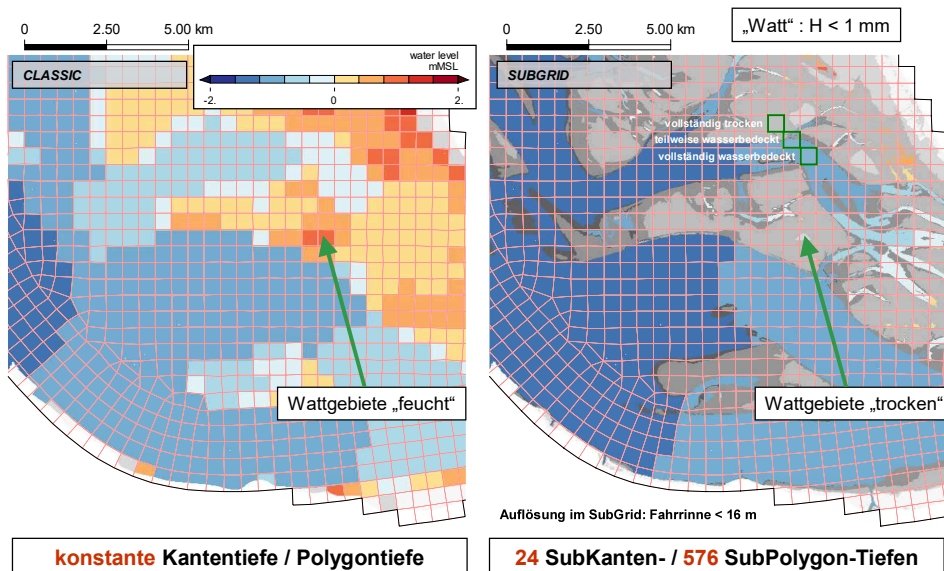 0 2.50 5.00 km
CLASSIC
water level
mMSL
-2. 0 2.
Wattgebiete „feucht“
konstante Kantentiefe / Polygontiefe
0 2.50 5.00 km
„Watt“ : H < 1 mm
SUBGRID
vollständig trocken
teilweise wasserbedeckt
vollständig wasserbedeckt
Wattgebiete „trocken“
Auflösung im SubGrid: Fahrrinne < 16 m
24 SubKanten- / 576 SubPolygon-Tiefen